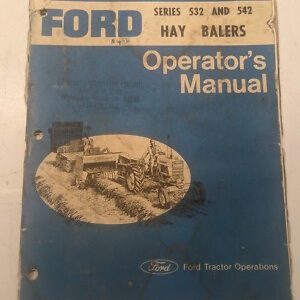 FORD
SERIES 532 AND 542
HAY BALERS
Operator's
Manual
Ford
Ford Tractor Operations